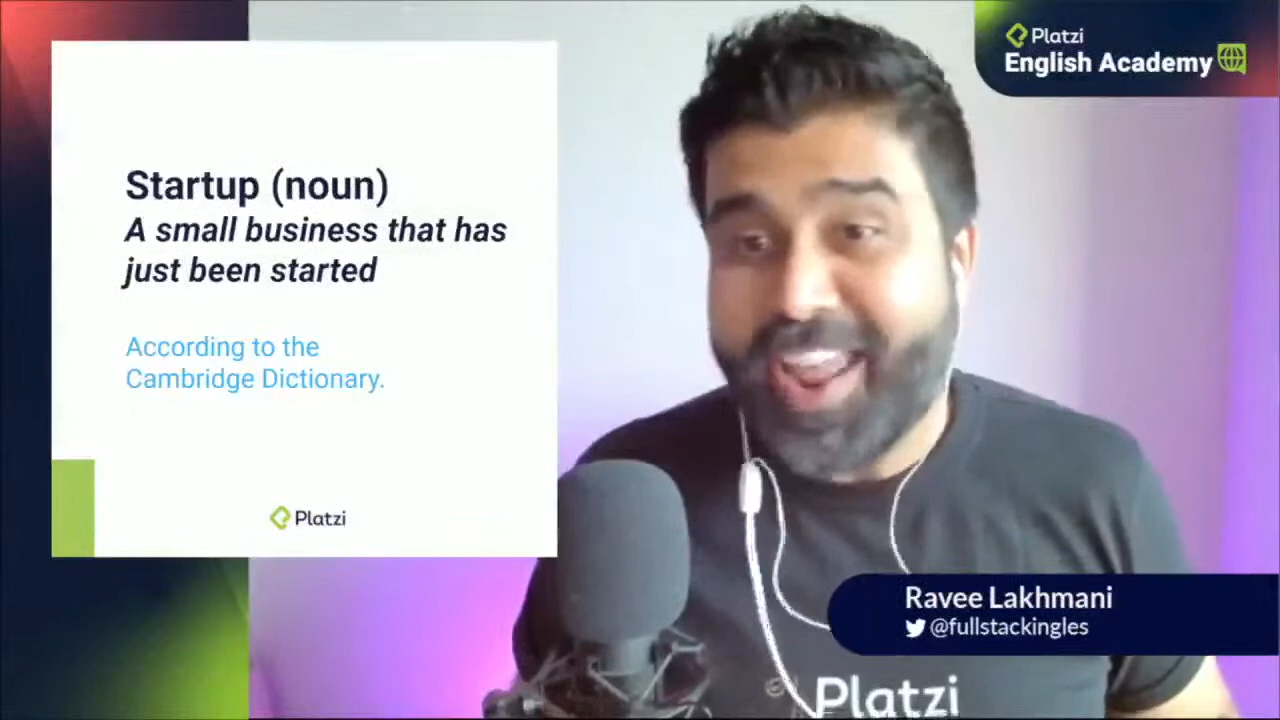 Platzi
English Academy
Startup (noun)
A small business that has
just been started
According to the
Cambridge Dictionary.
Platzi
Ravee Lakhmani
@fullstackingles
Platzi